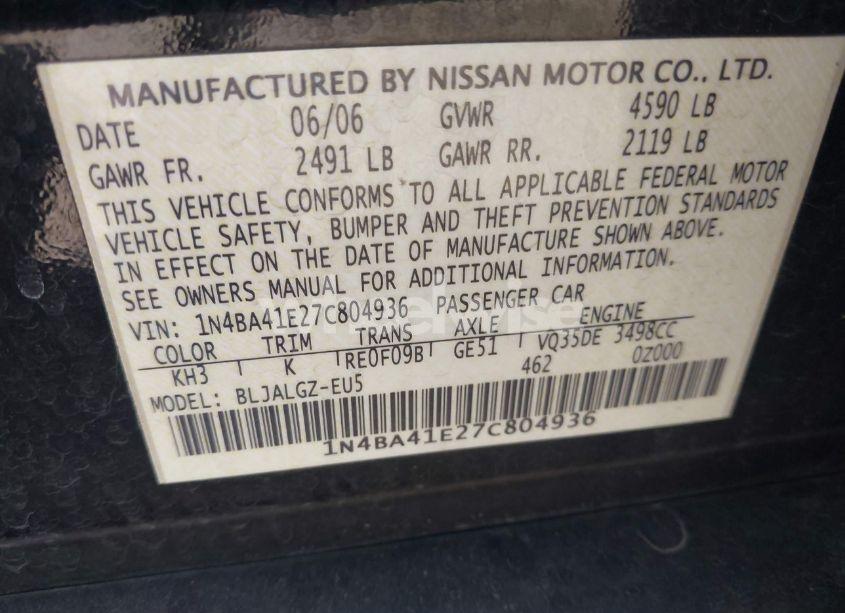 MANUFACTURED BY NISSAN MOTOR CO., LTD.
DATE 06/06 GVWR 4590 LB
GAWR FR. 2491 LB GAWR RR. 2119 LB
THIS VEHICLE CONFORMS TO ALL APPLICABLE FEDERAL MOTOR
VEHICLE SAFETY, BUMPER AND THEFT PREVENTION STANDARDS
IN EFFECT ON THE DATE OF MANUFACTURE SHOWN ABOVE.
SEE OWNERS MANUAL FOR ADDITIONAL INFORMATION.
VIN: 1N4BA41E27C804936 PASSENGER CAR
COLOR TRIM TRANS AXLE ENGINE
KH3 K RE0F09B GE51 VQ35DE 3498CC
462 0Z000
MODEL: BLJALGZ-EU5
1N4BA41E27C804936